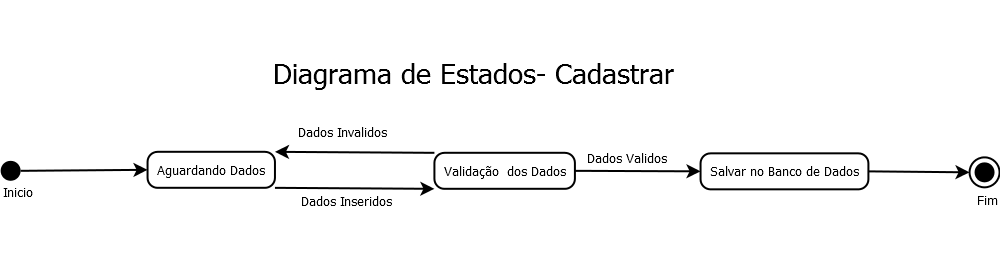 Diagrama de Estados- Cadastrar
Dados Invalidos
Aguardando Dados
Validação  dos Dados
Dados Validos
Salvar no Banco de Dados
Inicio
Dados Inseridos
Fim